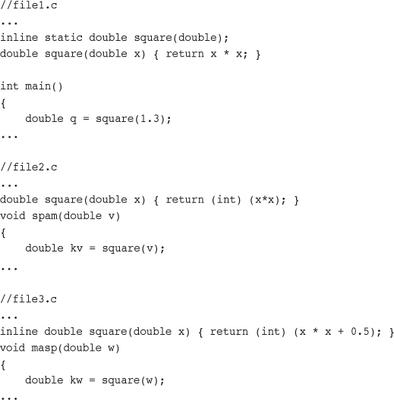 //file1.c
...
inline static double square(double);
double square(double x) { return x * x; }

int main()
{
    double q = square(1.3);
...

//file2.c
...
double square(double x) { return (int) (x*x); }
void spam(double v)
{
    double kv = square(v);
...

//file3.c
...
inline double square(double x) { return (int) (x * x + 0.5); }
void masp(double w)
{
    double kw = square(w);
...